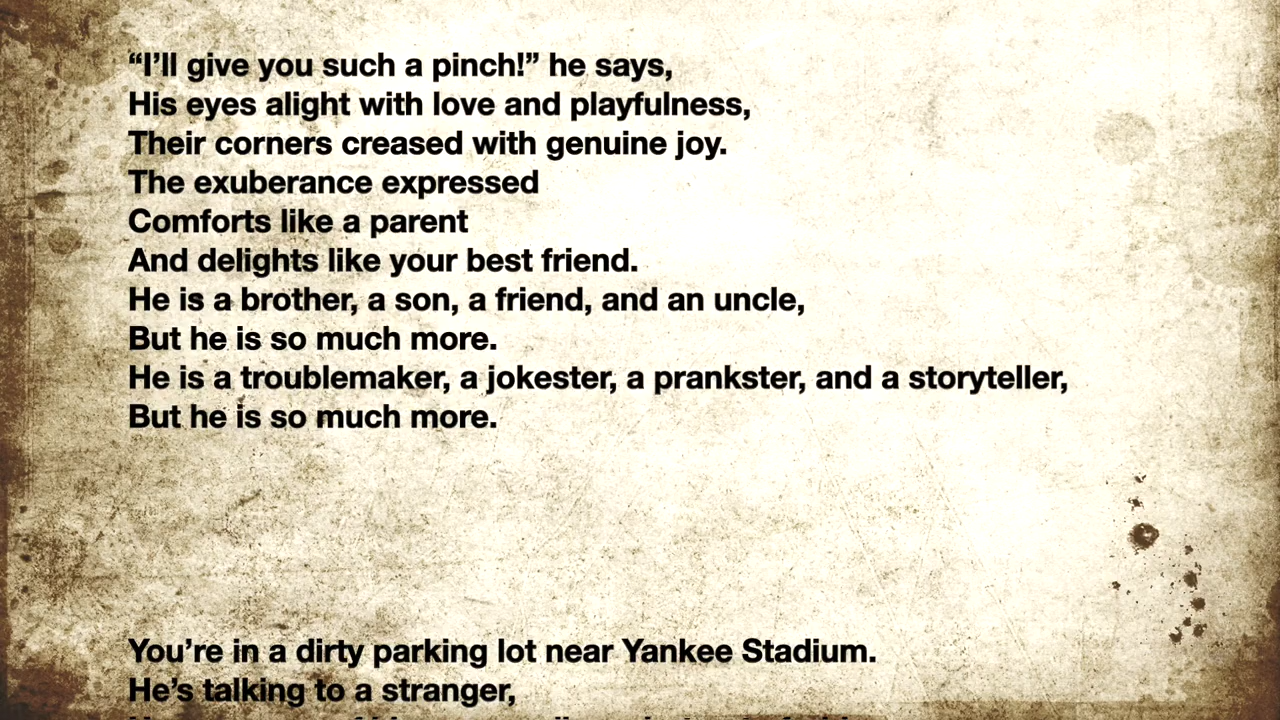 “I’ll give you such a pinch!” he says,
His eyes alight with love and playfulness,
Their corners creased with genuine joy.
The exuberance expressed
Comforts like a parent
And delights like your best friend.
He is a brother, a son, a friend, and an uncle,
But he is so much more.
He is a troublemaker, a jokester, a prankster, and a storyteller,
But he is so much more.
You’re in a dirty parking lot near Yankee Stadium.
He’s talking to a stranger,